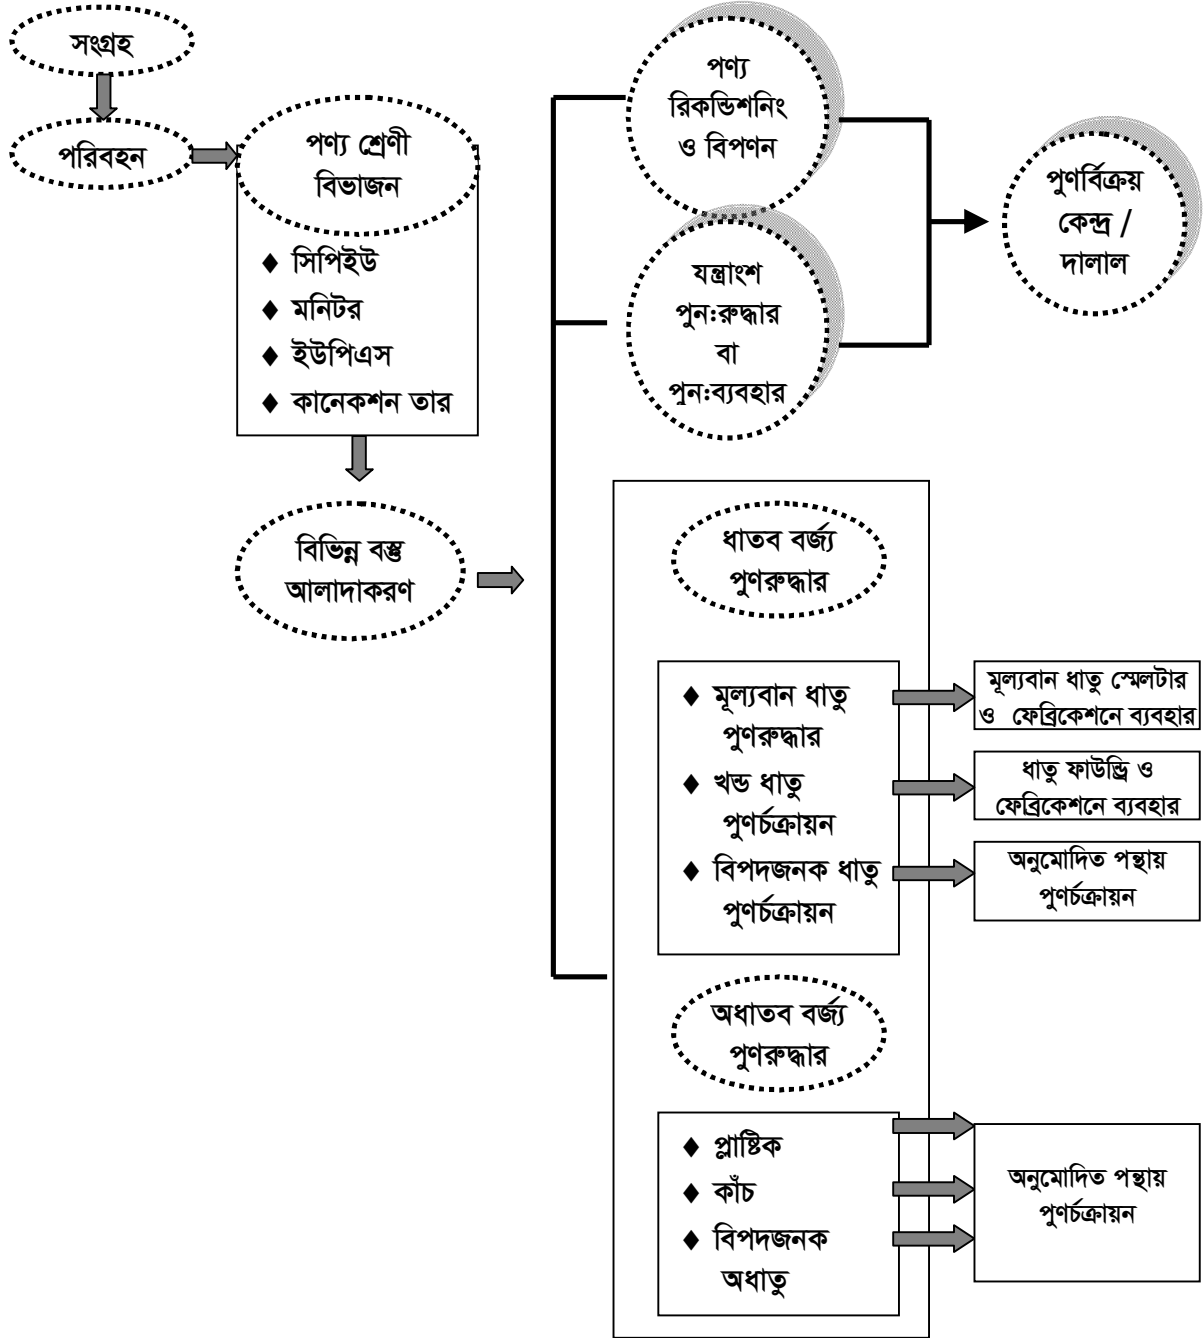 সংগ্রহ
পরিবহন
পণ্য শ্রেণী
বিভাজন
♦ সিপিইউ
♦ মনিটর
♦ ইউপিএস
♦ কানেকশন তার
বিভিন্ন বস্তু
আলাদাকরণ
পণ্য
রিকন্ডিশনিং
ও বিপণন
যন্ত্রাংশ
পুন:রুদ্ধার
বা
পুন:ব্যবহার
পুণর্বিক্রয়
কেন্দ্র /
দালাল
ধাতব বর্জ্য
পুণরুদ্ধার
♦ মূল্যবান ধাতু
পুণরুদ্ধার
♦ খন্ড ধাতু
পুণর্চক্রায়ন
♦ বিপদজনক ধাতু
পুণর্চক্রায়ন
মূল্যবান ধাতু স্মেলটার
ও ফেব্রিকেশনে ব্যবহার
ধাতু ফাউন্ড্রি ও
ফেব্রিকেশনে ব্যবহার
অনুমোদিত পন্থায়
পুণর্চক্রায়ন
অধাতব বর্জ্য
পুণরুদ্ধার
♦ প্লাষ্টিক
♦ কাঁচ
♦ বিপদজনক
অধাতু
অনুমোদিত পন্থায়
পুণর্চক্রায়ন